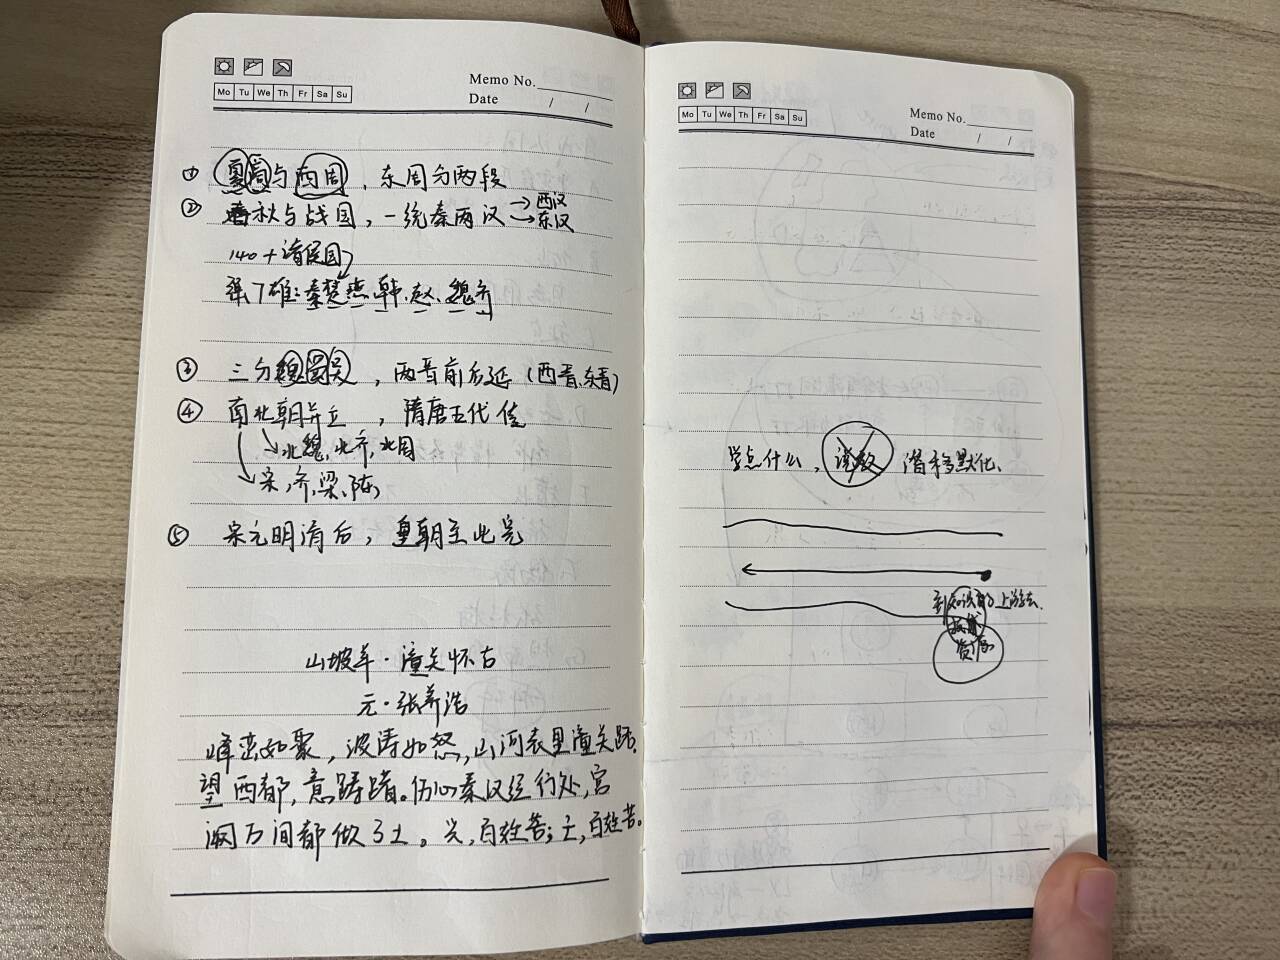 Mo Tu We Th Fr Sa Su
Memo No.
Date / /
① 夏商与西周，东周分两段
② 春秋与战国，一统秦两汉 → 西汉
→ 东汉
140+诸侯国
七雄：秦楚燕.韩.赵.魏齐
③ 三分魏蜀吴，两晋前后延（西晋.东晋）
④ 南北朝并立，隋唐五代传
北魏，北齐，北周
宋，齐，梁、陈，
⑤ 宋元明清后，皇朝至此完
山坡羊·潼关怀古
元·张养浩
峰峦如聚，波涛如怒，山河表里潼关路.
望西都，意踌躇。伤心秦汉经行处，宫
阙万间都做了土。兴，百姓苦；亡，百姓苦。
Mo Tu We Th Fr Sa Su
Memo No.
Date / /
学点什么，潜移默化.
到知识的上游去.